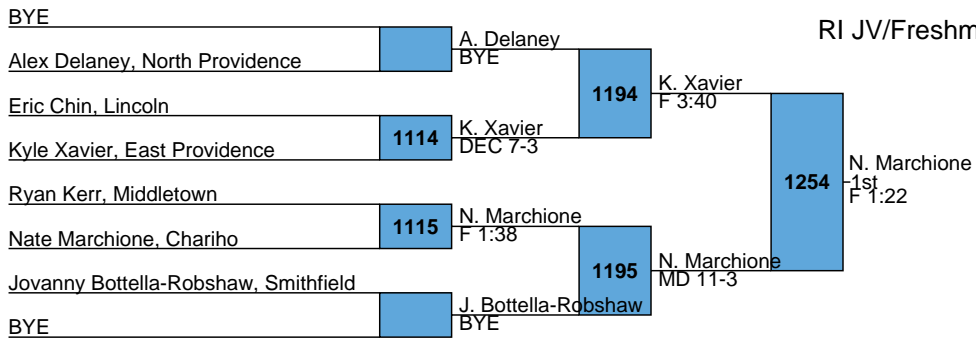 BYE
Alex Delaney, North Providence
Eric Chin, Lincoln
Kyle Xavier, East Providence
Ryan Kerr, Middletown
Nate Marchione, Chariho
Jovanny Bottella-Robshaw, Smithfield
BYE
1114
1115
A. Delaney
BYE
K. Xavier
DEC 7-3
N. Marchione
F 1:38
J. Bottella-Robshaw
BYE
1194
1195
K. Xavier
F 3:40
N. Marchione
MD 11-3
1254
N. Marchione
1st
F 1:22
RI JV/Freshm